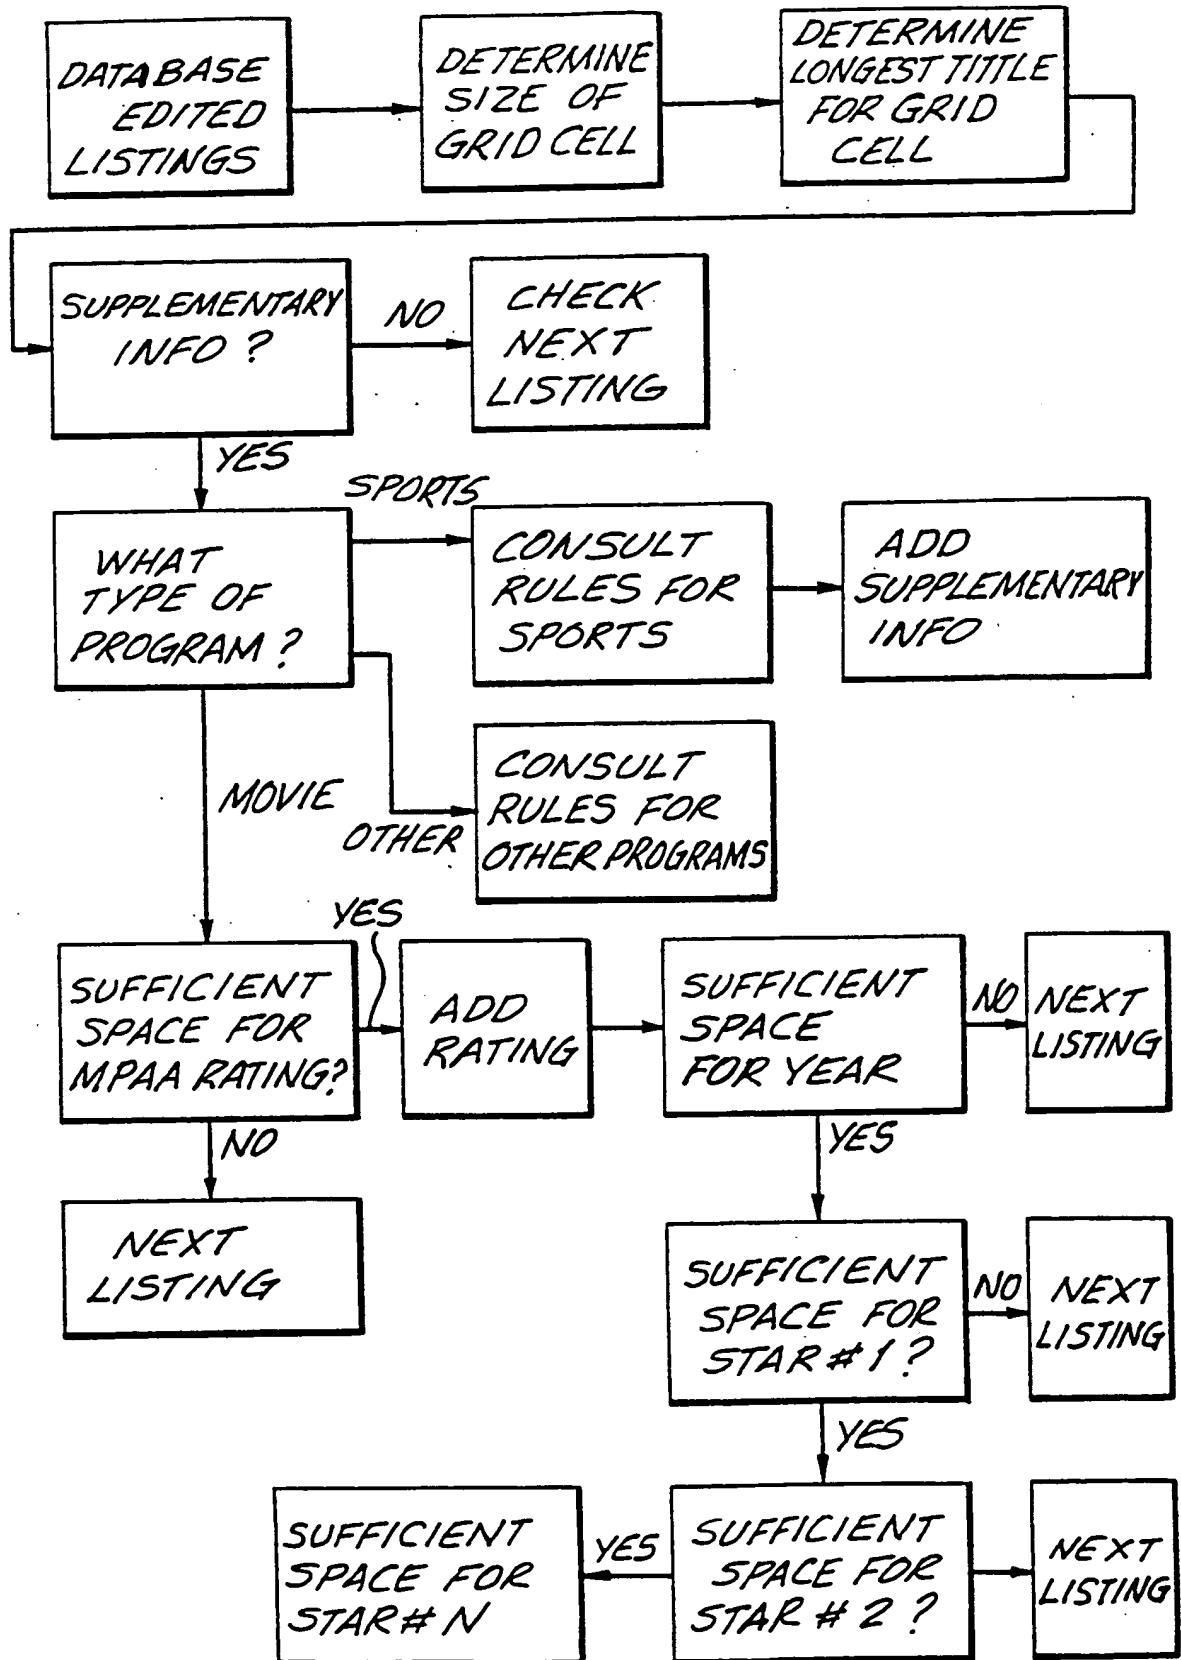 DATABASE
EDITED
LISTINGS
DETERMINE
SIZE OF
GRID CELL
DETERMINE
LONGEST TITTLE
FOR GRID
CELL
SUPPLEMENTARY
INFO ?
NO
CHECK
NEXT
LISTING
YES
WHAT
TYPE OF
PROGRAM ?
SPORTS
CONSULT
RULES FOR
SPORTS
ADD
SUPPLEMENTARY
INFO
OTHER
CONSULT
RULES FOR
OTHER PROGRAMS
MOVIE
SUFFICIENT
SPACE FOR
MPAA RATING?
YES
ADD
RATING
SUFFICIENT
SPACE
FOR YEAR
NO
NEXT
LISTING
NO
NEXT
LISTING
YES
SUFFICIENT
SPACE FOR
STAR #1 ?
NO
NEXT
LISTING
YES
SUFFICIENT
SPACE FOR
STAR #2 ?
NEXT
LISTING
YES
SUFFICIENT
SPACE FOR
STAR# N